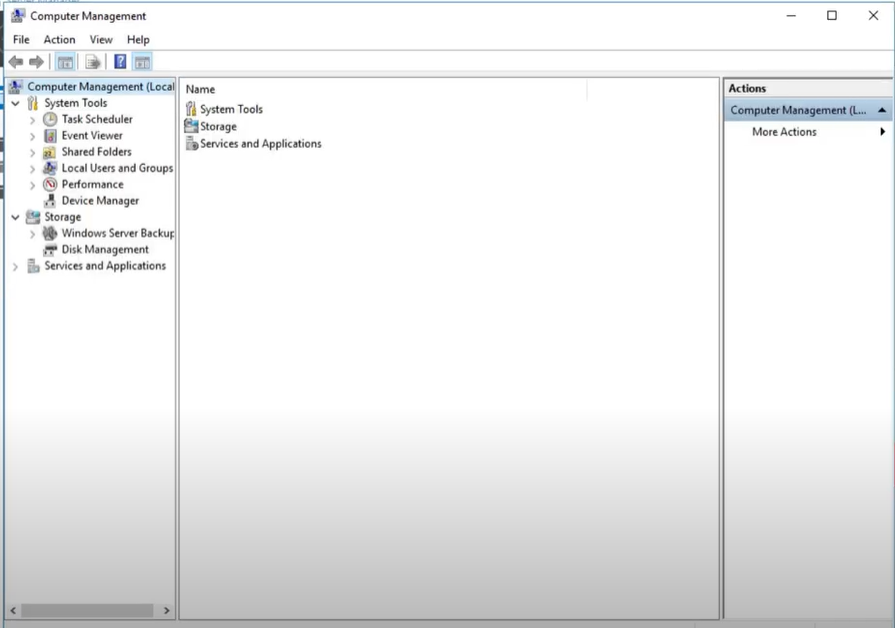 Computer Management
File Action View Help
Computer Management (Local
System Tools
Task Scheduler
Event Viewer
Shared Folders
Local Users and Groups
Performance
Device Manager
Storage
Windows Server Backup
Disk Management
Services and Applications
Name
System Tools
Storage
Services and Applications
Actions
Computer Management (L...
More Actions